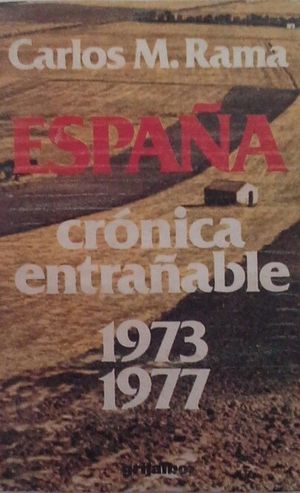 Carlos M. Rama
ESPAÑA
crónica
entrañable
1973
1977
grijalbo